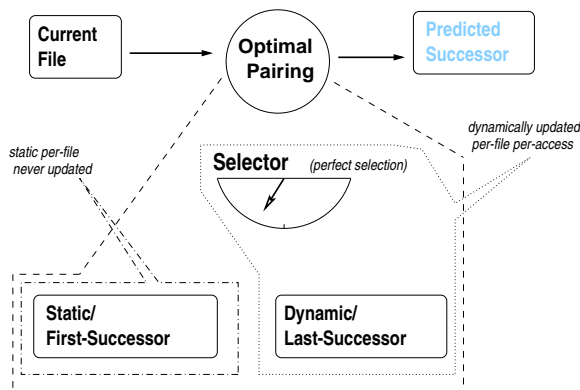 Current
File
Optimal
Pairing
Predicted
Successor
static per-file
never updated
dynamically updated
per-file per-access
Selector (perfect selection)
Static/
First-Successor
Dynamic/
Last-Successor